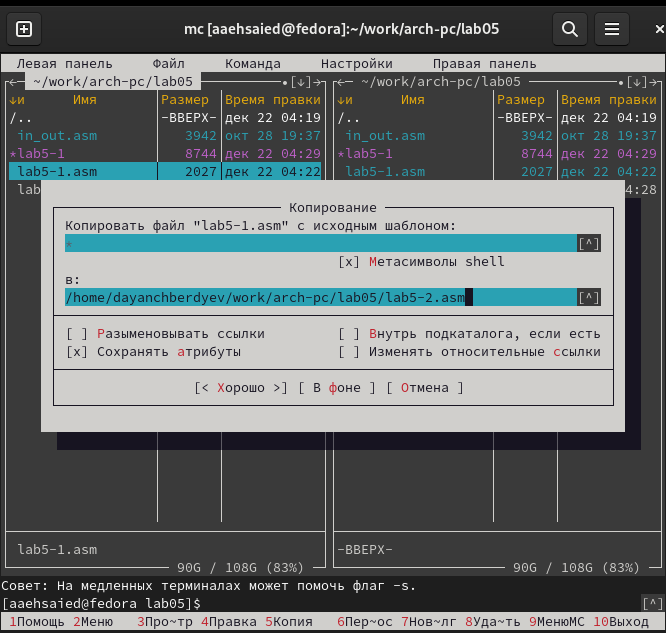 mc [aaehsaied@fedora]:~/work/arch-pc/lab05
Левая панель Файл Команда Настройки Правая панель
←─ ~/work/arch-pc/lab05 ─•[↓]→ ←─ ~/work/arch-pc/lab05 ─•[↓]→
↓и Имя Размер Время правки ↓и Имя Размер Время правки
/.. -ВВЕРХ- дек 22 04:19 /.. -ВВЕРХ- дек 22 04:19
in_out.asm 3942 окт 28 19:37 in_out.asm 3942 окт 28 19:37
*lab5-1 8744 дек 22 04:29 *lab5-1 8744 дек 22 04:29
lab5-1.asm 2027 дек 22 04:22 lab5-1.asm 2027 дек 22 04:22
lab 4:28
Копирование
Копировать файл "lab5-1.asm" с исходным шаблоном:
* [^]
[x] Метасимволы shell
в:
/home/dayanchberdyev/work/arch-pc/lab05/lab5-2.asm [^]
[ ] Разыменовывать ссылки [ ] Внутрь подкаталога, если есть
[x] Сохранять атрибуты [ ] Изменять относительные ссылки
[< Хорошо >] [ В фоне ] [ Отмена ]
lab5-1.asm -ВВЕРХ-
90G / 108G (83%) 90G / 108G (83%)
Совет: На медленных терминалах может помочь флаг -s.
[aaehsaied@fedora lab05]$ [^]
1Помощь 2Меню 3Про~тр 4Правка 5Копия 6Пер~ос 7Нов~лг 8Уда~ть 9МенюМС 10Выход